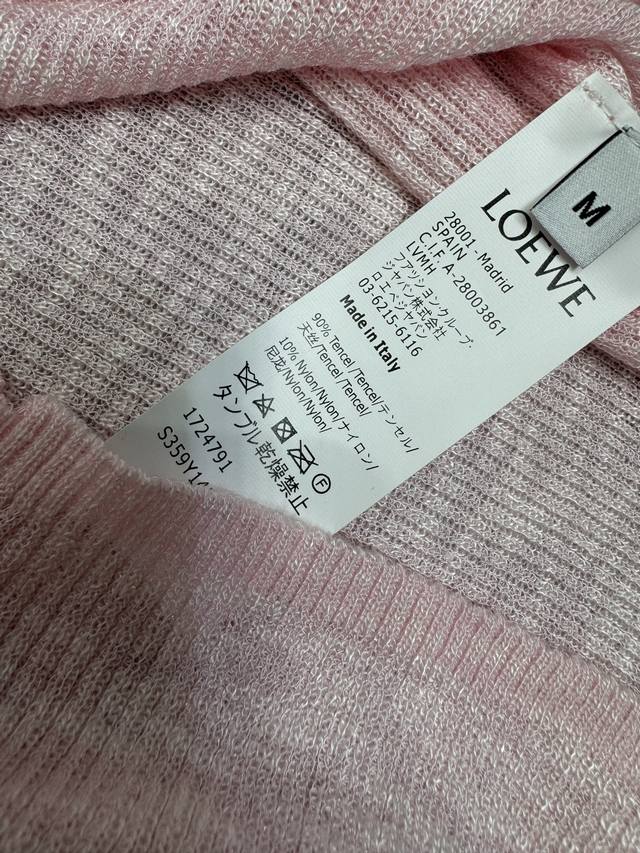 LOEWE
M
28001 - Madrid
SPAIN
C.I.F. A-28003861
LVMH
ファッションクループ·
ジャパン株式会社
ロエベジャパン
03-6215-6116
Made in Italy
90% Tencel/Tencel/テンセル/
天丝/Tencel/Tencel/
10% Nylon/Nylon/ナイロン/
尼龙/Nylon/Nylon/
F
タンブル乾燥禁止
1724791
S359Y14